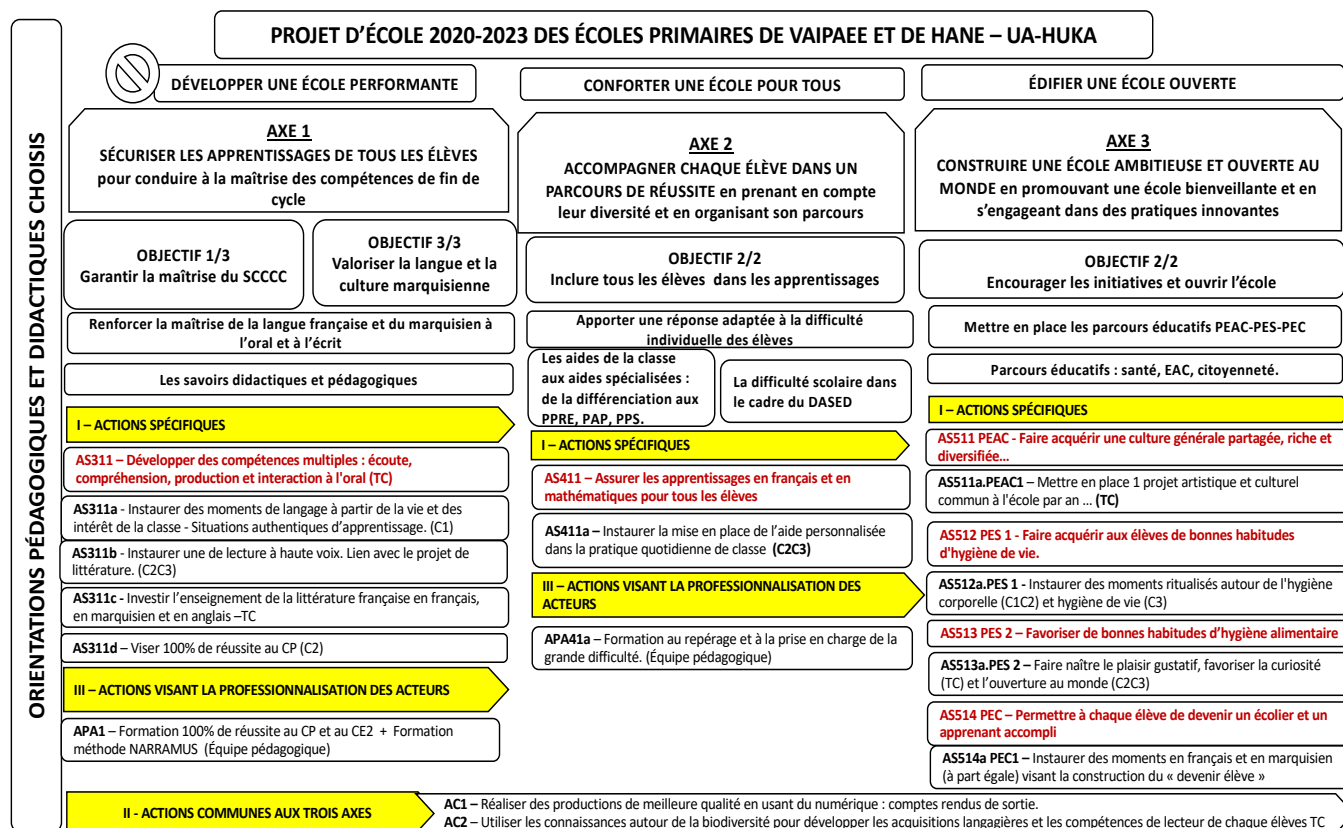 ORIENTATIONS PÉDAGOGIQUES ET DIDACTIQUES CHOISIS
PROJET D'ÉCOLE 2020-2023 DES ÉCOLES PRIMAIRES DE VAIPAEE ET DE HANE – UA-HUKA
DÉVELOPPER UNE ÉCOLE PERFORMANTE
AXE 1
SÉCURISER LES APPRENTISSAGES DE TOUS LES ÉLÈVES
pour conduire à la maîtrise des compétences de fin de
cycle
OBJECTIF 1/3
Garantir la maîtrise du SCCCC
OBJECTIF 3/3
Valoriser la langue et la
culture marquisienne
Renforcer la maîtrise de la langue française et du marquisien à
l'oral et à l'écrit
Les savoirs didactiques et pédagogiques
I – ACTIONS SPÉCIFIQUES
AS311 – Développer des compétences multiples : écoute,
compréhension, production et interaction à l'oral (TC)
AS311a - Instaurer des moments de langage à partir de la vie et des
intérêt de la classe - Situations authentiques d'apprentissage. (C1)
AS311b - Instaurer une de lecture à haute voix. Lien avec le projet de
littérature. (C2C3)
AS311c - Investir l'enseignement de la littérature française en français,
en marquisien et en anglais –TC
AS311d – Viser 100% de réussite au CP (C2)
III – ACTIONS VISANT LA PROFESSIONNALISATION DES ACTEURS
APA1 – Formation 100% de réussite au CP et au CE2 + Formation
méthode NARRAMUS (Équipe pédagogique)
CONFORTER UNE ÉCOLE POUR TOUS
AXE 2
ACCOMPAGNER CHAQUE ÉLÈVE DANS UN
PARCOURS DE RÉUSSITE en prenant en compte
leur diversité et en organisant son parcours
OBJECTIF 2/2
Inclure tous les élèves dans les apprentissages
Apporter une réponse adaptée à la difficulté
individuelle des élèves
Les aides de la classe
aux aides spécialisées :
de la différenciation aux
PPRE, PAP, PPS.
La difficulté scolaire dans
le cadre du DASED
I – ACTIONS SPÉCIFIQUES
AS411 – Assurer les apprentissages en français et en
mathématiques pour tous les élèves
AS411a – Instaurer la mise en place de l'aide personnalisée
dans la pratique quotidienne de classe (C2C3)
III – ACTIONS VISANT LA PROFESSIONNALISATION DES
ACTEURS
APA41a – Formation au repérage et à la prise en charge de la
grande difficulté. (Équipe pédagogique)
ÉDIFIER UNE ÉCOLE OUVERTE
AXE 3
CONSTRUIRE UNE ÉCOLE AMBITIEUSE ET OUVERTE AU
MONDE en promouvant une école bienveillante et en
s'engageant dans des pratiques innovantes
OBJECTIF 2/2
Encourager les initiatives et ouvrir l'école
Mettre en place les parcours éducatifs PEAC-PES-PEC
Parcours éducatifs : santé, EAC, citoyenneté.
I – ACTIONS SPÉCIFIQUES
AS511 PEAC - Faire acquérir une culture générale partagée, riche et
diversifiée...
AS511a.PEAC1 – Mettre en place 1 projet artistique et culturel
commun à l'école par an ... (TC)
AS512 PES 1 - Faire acquérir aux élèves de bonnes habitudes
d'hygiène de vie.
AS512a.PES 1 - Instaurer des moments ritualisés autour de l'hygiène
corporelle (C1C2) et hygiène de vie (C3)
AS513 PES 2 – Favoriser de bonnes habitudes d'hygiène alimentaire
AS513a.PES 2 – Faire naître le plaisir gustatif, favoriser la curiosité
(TC) et l'ouverture au monde (C2C3)
AS514 PEC – Permettre à chaque élève de devenir un écolier et un
apprenant accompli
AS514a PEC1 – Instaurer des moments en français et en marquisien
(à part égale) visant la construction du « devenir élève »
II - ACTIONS COMMUNES AUX TROIS AXES
AC1 – Réaliser des productions de meilleure qualité en usant du numérique : comptes rendus de sortie.
AC2 – Utiliser les connaissances autour de la biodiversité pour développer les acquisitions langagières et les compétences de lecteur de chaque élèves TC